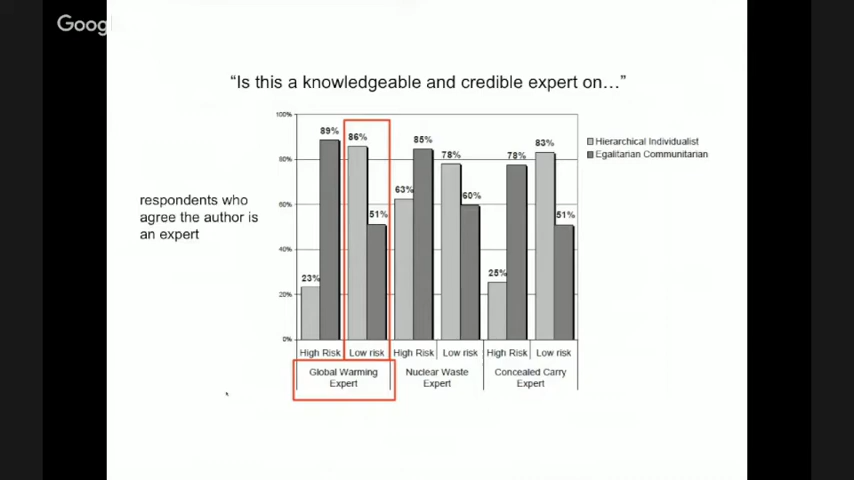 Goog
“Is this a knowledgeable and credible expert on…”
100%
80%
60%
40%
20%
0%
89%
86%
51%
23%
63%
85%
78%
60%
25%
78%
83%
51%
Hierarchical Individualist
Egalitarian Communitarian
respondents who
agree the author is
an expert
High Risk
Low risk
High Risk
Low risk
High Risk
Low risk
Global Warming
Expert
Nuclear Waste
Expert
Concealed Carry
Expert